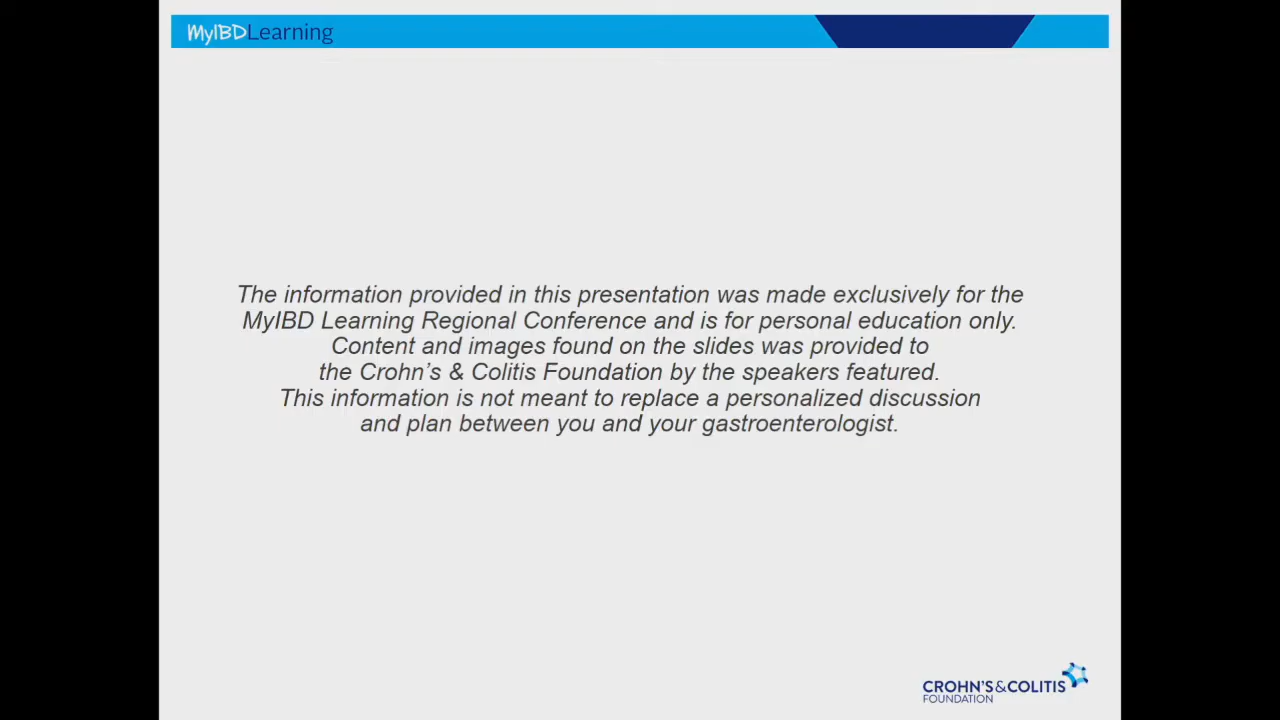 MyIBDLearning
The information provided in this presentation was made exclusively for the
MyIBD Learning Regional Conference and is for personal education only.
Content and images found on the slides was provided to
the Crohn's & Colitis Foundation by the speakers featured.
This information is not meant to replace a personalized discussion
and plan between you and your gastroenterologist.
CROHN'S&COLITIS
FOUNDATION